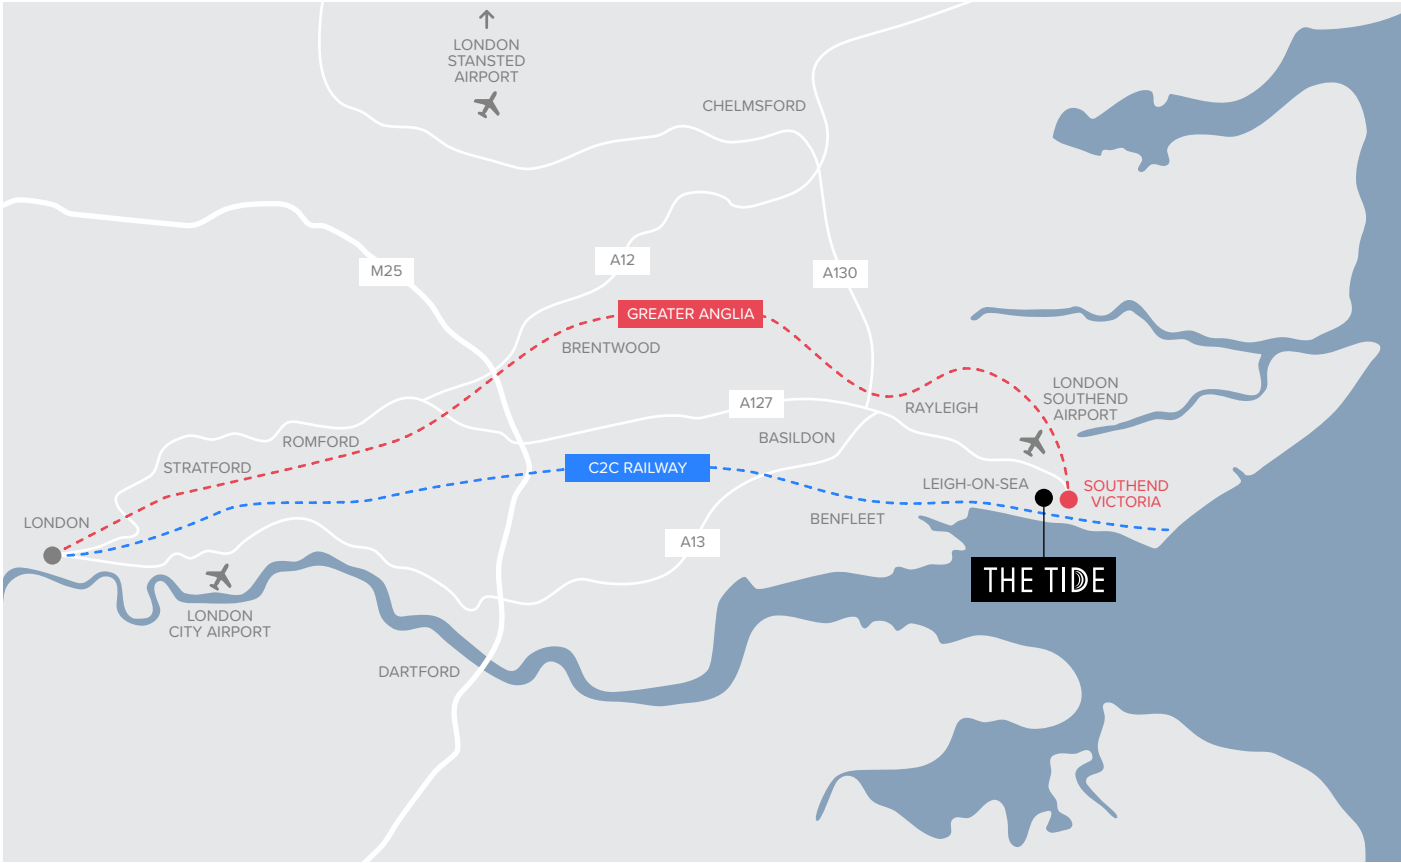 LONDON
STANSTED
AIRPORT
CHELMSFORD
A12
M25
A130
GREATER ANGLIA
BRENTWOOD
LONDON
SOUTHEND
AIRPORT
A127
RAYLEIGH
ROMFORD
BASILDON
STRATFORD
C2C RAILWAY
LEIGH-ON-SEA
SOUTHEND
VICTORIA
LONDON
BENFLEET
A13
THE TIDE
LONDON
CITY AIRPORT
DARTFORD